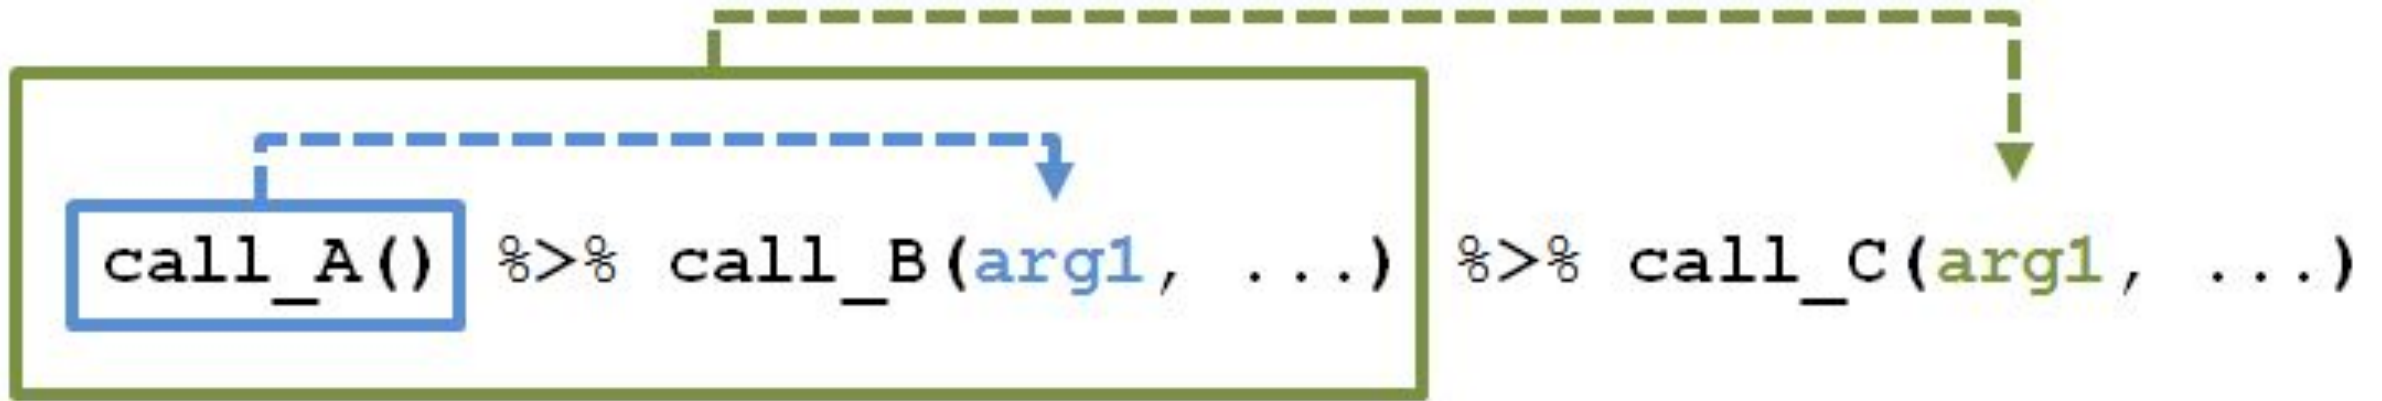 call_A() %>% call_B(arg1, ...) %>% call_C(arg1, ...)